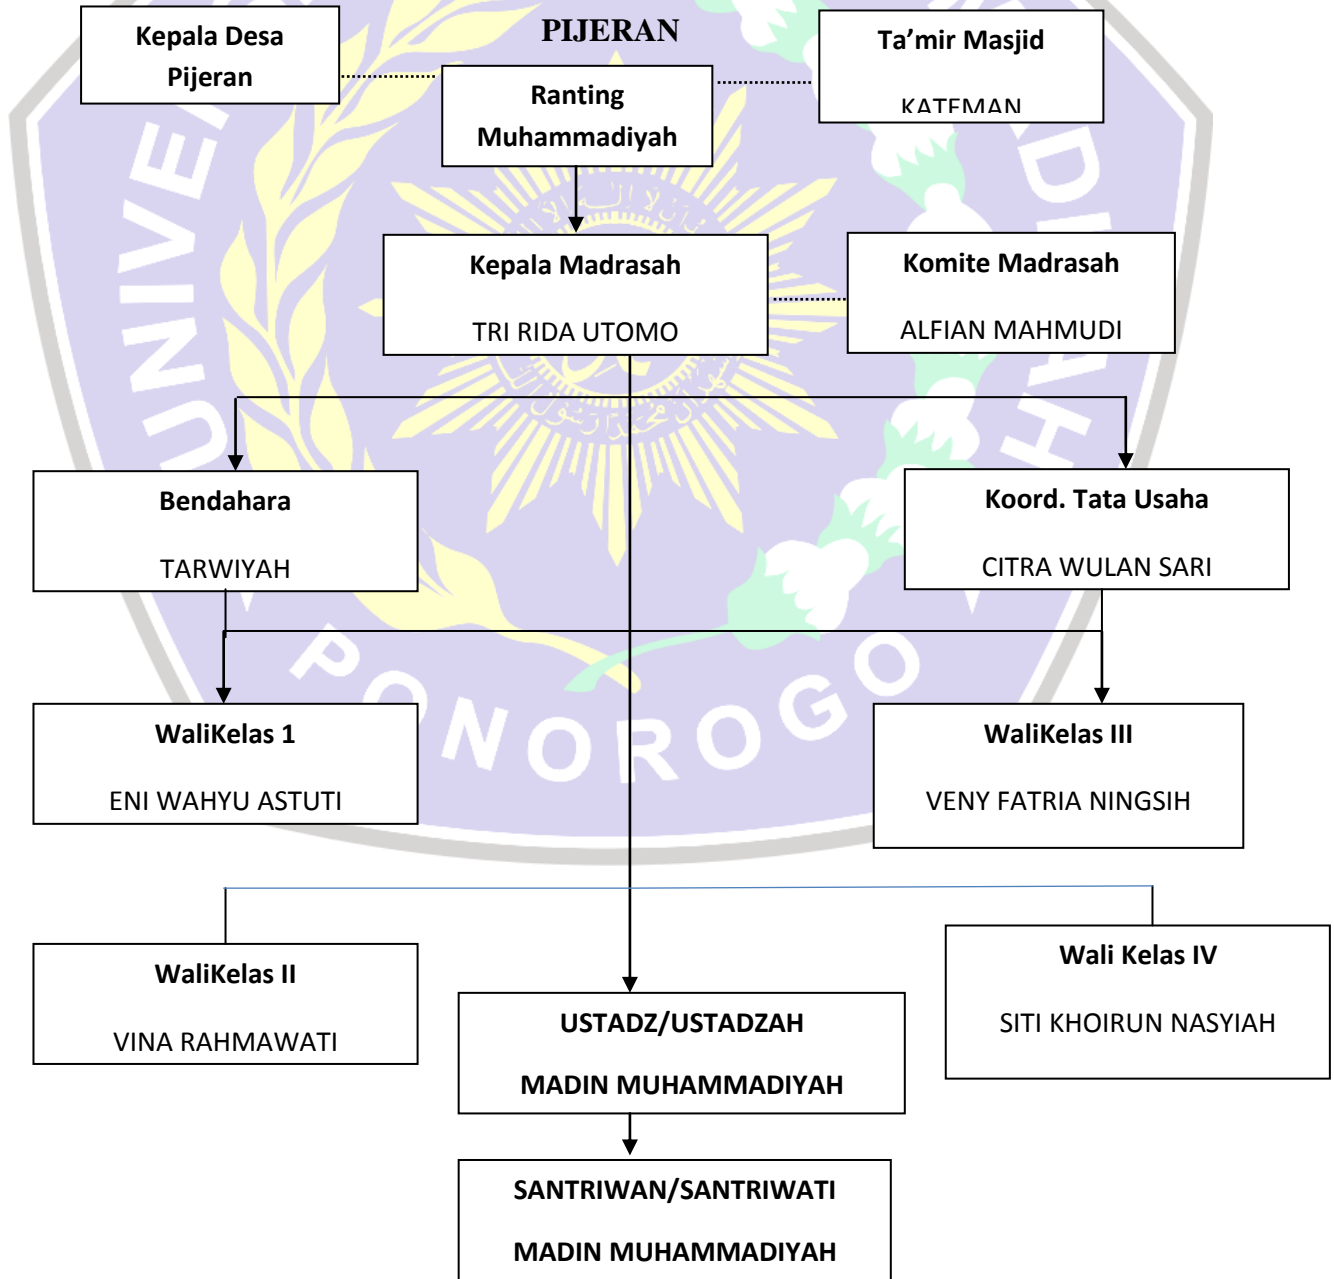 PIJERAN
Kepala Desa
Pijeran
Ta’mir Masjid
KATEMAN
Ranting
Muhammadiyah
Kepala Madrasah
TRI RIDA UTOMO
Komite Madrasah
ALFIAN MAHMUDI
Bendahara
TARWIYAH
Koord. Tata Usaha
CITRA WULAN SARI
WaliKelas 1
ENI WAHYU ASTUTI
WaliKelas III
VENY FATRIA NINGSIH
WaliKelas II
VINA RAHMAWATI
Wali Kelas IV
SITI KHOIRUN NASYIAH
USTADZ/USTADZAH
MADIN MUHAMMADIYAH
SANTRIWAN/SANTRIWATI
MADIN MUHAMMADIYAH
PONOROGO